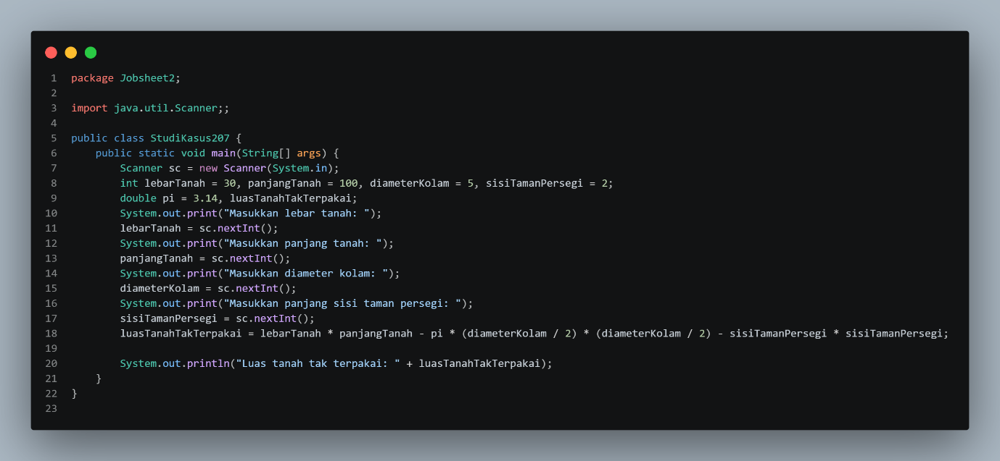 1 package Jobsheet2;
2
3 import java.util.Scanner;;
4
5 public class StudiKasus207 {
6     public static void main(String[] args) {
7         Scanner sc = new Scanner(System.in);
8         int lebarTanah = 30, panjangTanah = 100, diameterKolam = 5, sisiTamanPersegi = 2;
9         double pi = 3.14, luasTanahTakTerpakai;
10         System.out.print("Masukkan lebar tanah: ");
11         lebarTanah = sc.nextInt();
12         System.out.print("Masukkan panjang tanah: ");
13         panjangTanah = sc.nextInt();
14         System.out.print("Masukkan diameter kolam: ");
15         diameterKolam = sc.nextInt();
16         System.out.print("Masukkan panjang sisi taman persegi: ");
17         sisiTamanPersegi = sc.nextInt();
18         luasTanahTakTerpakai = lebarTanah * panjangTanah - pi * (diameterKolam / 2) * (diameterKolam / 2) - sisiTamanPersegi * sisiTamanPersegi;
19
20         System.out.println("Luas tanah tak terpakai: " + luasTanahTakTerpakai);
21     }
22 }
23